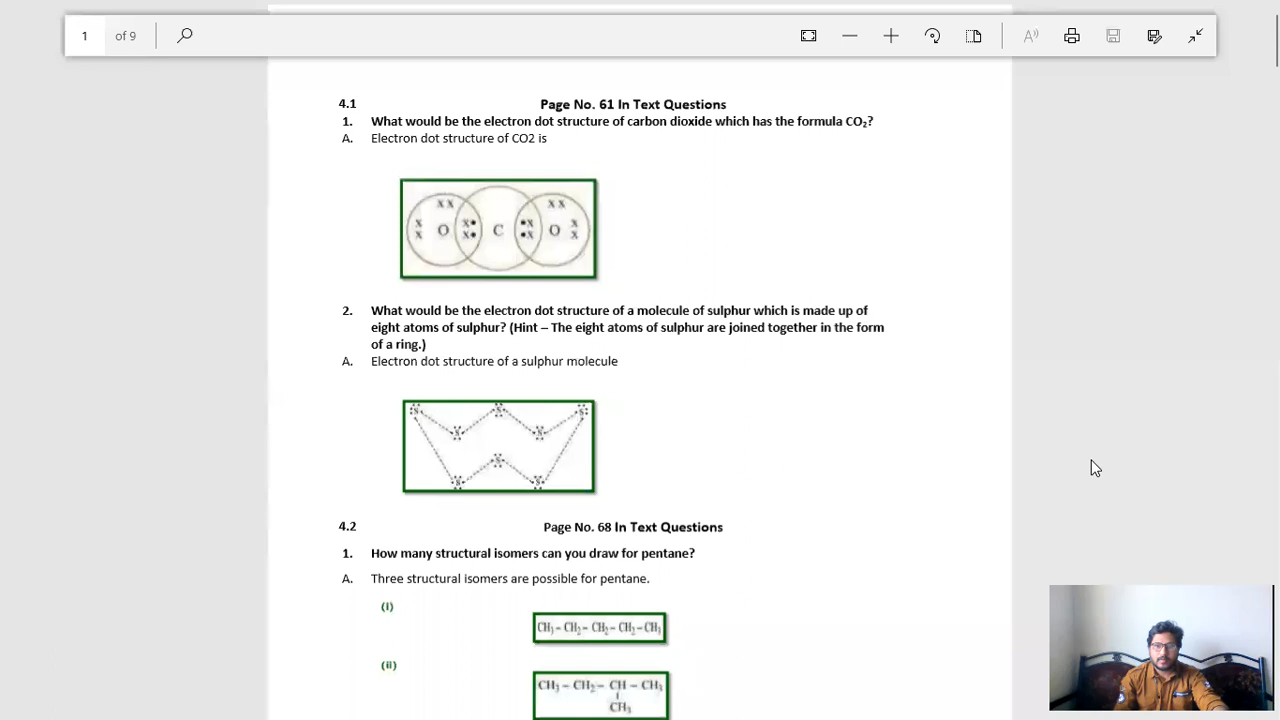 1 of 9
4.1 Page No. 61 In Text Questions
1. What would be the electron dot structure of carbon dioxide which has the formula CO₂?
A. Electron dot structure of CO2 is
X X X X
X X• •X X
X O X• C •X O X
2. What would be the electron dot structure of a molecule of sulphur which is made up of
eight atoms of sulphur? (Hint – The eight atoms of sulphur are joined together in the form
of a ring.)
A. Electron dot structure of a sulphur molecule
S S S
S S
S
S S
4.2 Page No. 68 In Text Questions
1. How many structural isomers can you draw for pentane?
A. Three structural isomers are possible for pentane.
(i)
CH₃ – CH₂ – CH₂ – CH₂ – CH₃
(ii)
CH₃ – CH₂ – CH – CH₃
CH₃